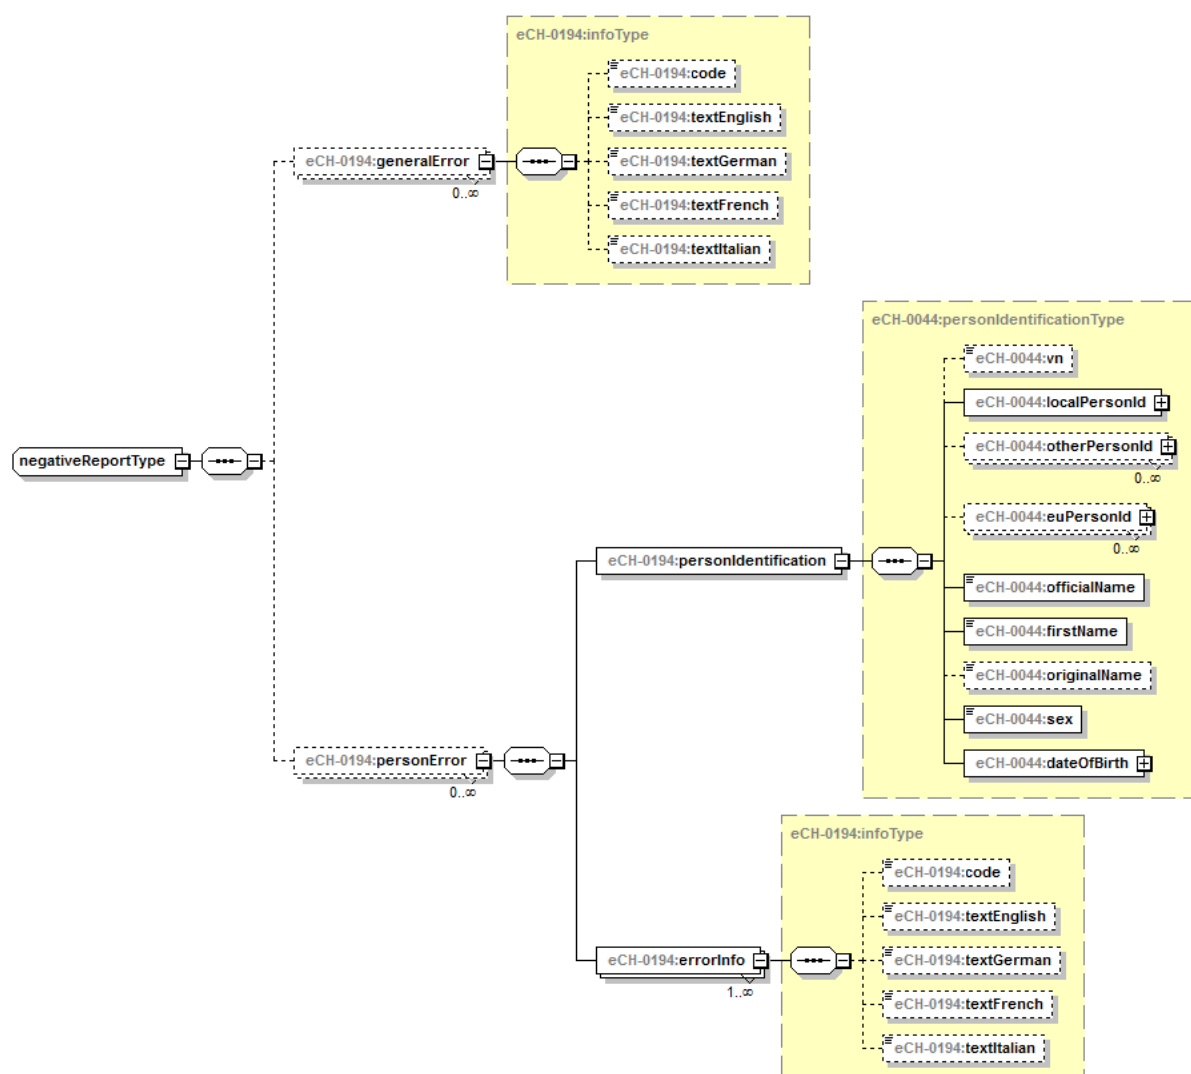 eCH-0194:infoType
eCH-0194:code
eCH-0194:textEnglish
eCH-0194:generalError
eCH-0194:textGerman
0..∞
eCH-0194:textFrench
eCH-0194:textItalian
eCH-0044:personIdentificationType
eCH-0044:vn
eCH-0044:localPersonId
eCH-0044:otherPersonId
0..∞
negativeReportType
eCH-0044:euPersonId
0..∞
eCH-0194:personIdentification
eCH-0044:officialName
eCH-0044:firstName
eCH-0044:originalName
eCH-0044:sex
eCH-0194:personError
0..∞
eCH-0044:dateOfBirth
eCH-0194:infoType
eCH-0194:code
eCH-0194:textEnglish
eCH-0194:errorInfo
1..∞
eCH-0194:textGerman
eCH-0194:textFrench
eCH-0194:textItalian